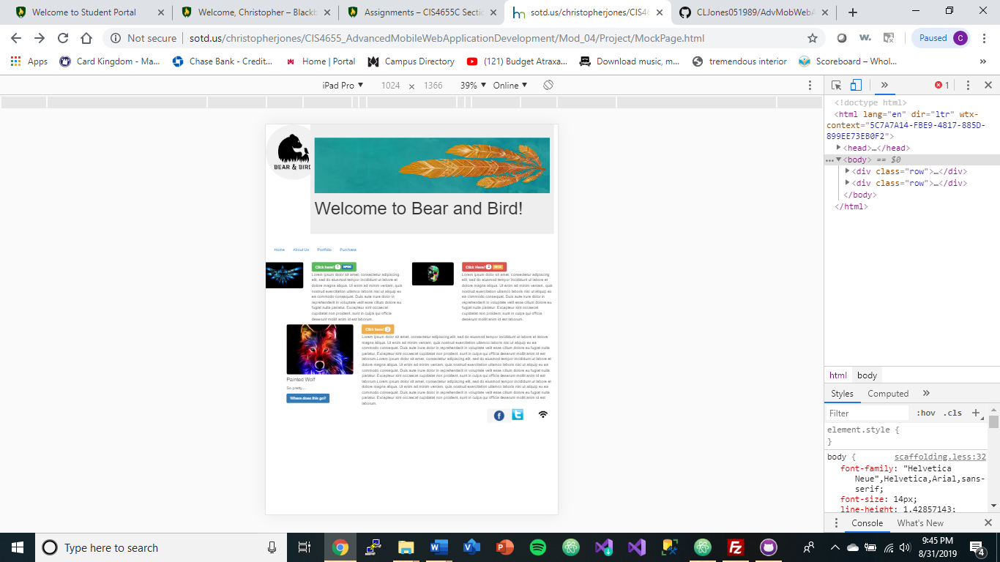 Welcome to Student Portal
Welcome, Christopher – Blackb
Assignments – CIS4655C Sectio
sotd.us/christopherjones/CIS46
CLJones051989/AdvMobWebA
Not secure
sotd.us/christopherjones/CIS4655_AdvancedMobileWebApplicationDevelopment/Mod_04/Project/MockPage.html
W.
Paused
C
Apps
Card Kingdom - Ma...
Chase Bank - Credit...
Home | Portal
Campus Directory
(121) Budget Atraxa...
Download music, m...
tremendous interior
Scoreboard – Whol...
iPad Pro
1024
×
1366
39%
Online
1
BEAR & BIRD
Welcome to Bear and Bird!
Home
About Us
Portfolio
Purchase
Click here! 1
Lorem ipsum dolor sit amet, consectetur adipiscing
elit, sed do eiusmod tempor incididunt ut labore et
dolore magna aliqua. Ut enim ad minim veniam, quis
nostrud exercitation ullamco laboris nisi ut aliquip ex
ea commodo consequat. Duis aute irure dolor in
reprehenderit in voluptate velit esse cillum dolore eu
fugiat nulla pariatur. Excepteur sint occaecat
cupidatat non proident, sunt in culpa qui officia
deserunt mollit anim id est laborum.
Click Here! 2
Lorem ipsum dolor sit amet, consectetur adipiscing
elit, sed do eiusmod tempor incididunt ut labore et
dolore magna aliqua. Ut enim ad minim veniam, quis
nostrud exercitation ullamco laboris nisi ut aliquip ex
ea commodo consequat. Duis aute irure dolor in
reprehenderit in voluptate velit esse cillum dolore eu
fugiat nulla pariatur. Excepteur sint occaecat
cupidatat non proident, sunt in culpa qui officia
deserunt mollit anim id est laborum.
Painted Wolf
So pretty....
Where does this go?
Click here! 3
Lorem ipsum dolor sit amet, consectetur adipiscing elit, sed do eiusmod tempor incididunt ut labore et dolore
magna aliqua. Ut enim ad minim veniam, quis nostrud exercitation ullamco laboris nisi ut aliquip ex ea
commodo consequat. Duis aute irure dolor in reprehenderit in voluptate velit esse cillum dolore eu fugiat nulla
pariatur. Excepteur sint occaecat cupidatat non proident, sunt in culpa qui officia deserunt mollit anim id est
laborum.Lorem ipsum dolor sit amet, consectetur adipiscing elit, sed do eiusmod tempor incididunt ut labore et
dolore magna aliqua. Ut enim ad minim veniam, quis nostrud exercitation ullamco laboris nisi ut aliquip ex ea
commodo consequat. Duis aute irure dolor in reprehenderit in voluptate velit esse cillum dolore eu fugiat nulla
pariatur. Excepteur sint occaecat cupidatat non proident, sunt in culpa qui officia deserunt mollit anim id est
laborum.Lorem ipsum dolor sit amet, consectetur adipiscing elit, sed do eiusmod tempor incididunt ut labore et
dolore magna aliqua. Ut enim ad minim veniam, quis nostrud exercitation ullamco laboris nisi ut aliquip ex ea
commodo consequat. Duis aute irure dolor in reprehenderit in voluptate velit esse cillum dolore eu fugiat nulla
pariatur. Excepteur sint occaecat cupidatat non proident, sunt in culpa qui officia deserunt mollit anim id est
laborum.
<!doctype html>
<html lang="en" dir="ltr" wtx-
context="5C7A7A14-FBE9-4817-885D-
899EE73EB0F2">
<head>…</head>
<body> == $0
<div class="row">…</div>
<div class="row">…</div>
</body>
</html>
html
body
Styles
Computed
Filter
:hov
.cls
element.style {
}
body {
scaffolding.less:32
font-family: "Helvetica
Neue",Helvetica,Arial,sans-
serif;
font-size: 14px;
line-height: 1.42857143;
Console
What's New
Type here to search
9:45 PM
8/31/2019
4